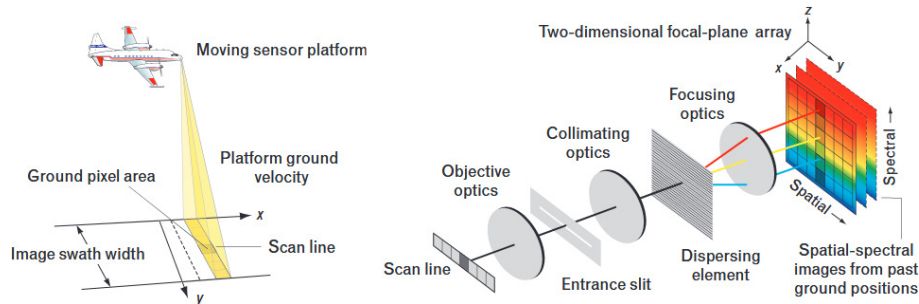 Moving sensor platform
Platform ground
velocity
Ground pixel area
x
Image swath width
Scan line
y
Two-dimensional focal-plane array
z
x
y
Focusing
optics
Collimating
optics
Objective
optics
Spectral
Spatial
Scan line
Entrance slit
Dispersing
element
Spatial-spectral
images from past
ground positions